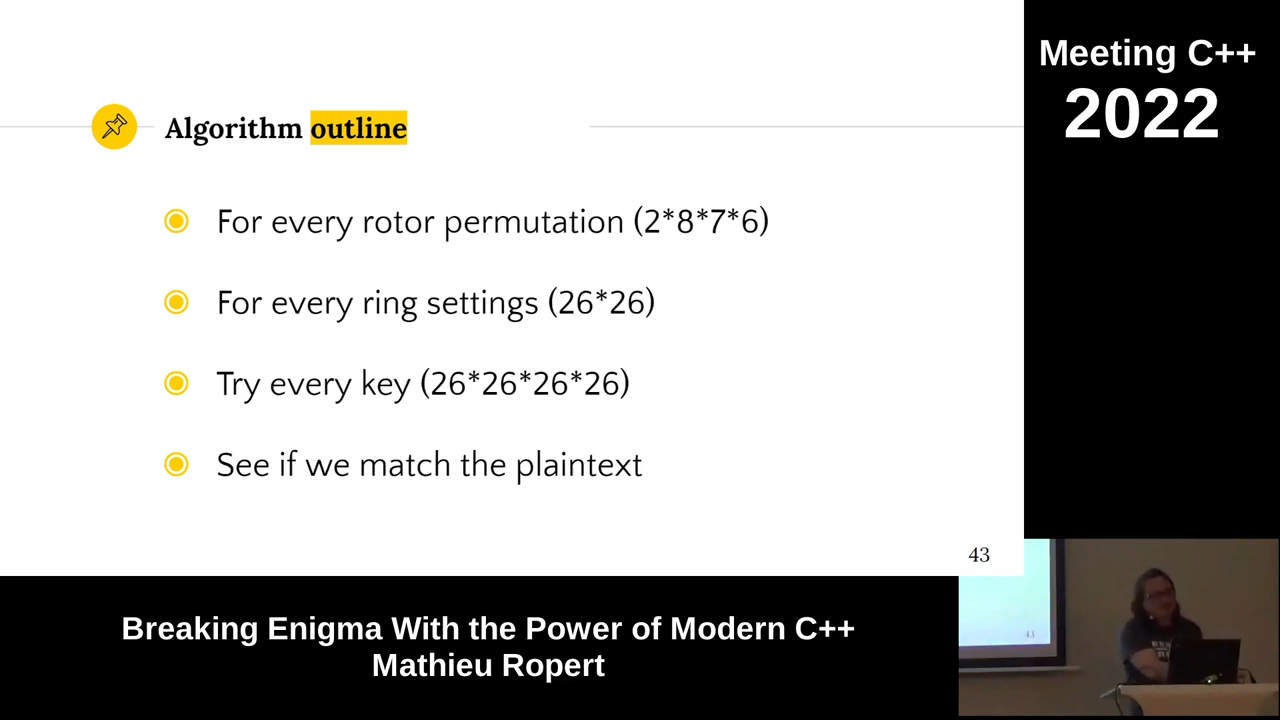 Algorithm outline
For every rotor permutation (2*8*7*6)
For every ring settings (26*26)
Try every key (26*26*26*26)
See if we match the plaintext
43
Meeting C++
2022
Breaking Enigma With the Power of Modern C++
Mathieu Ropert